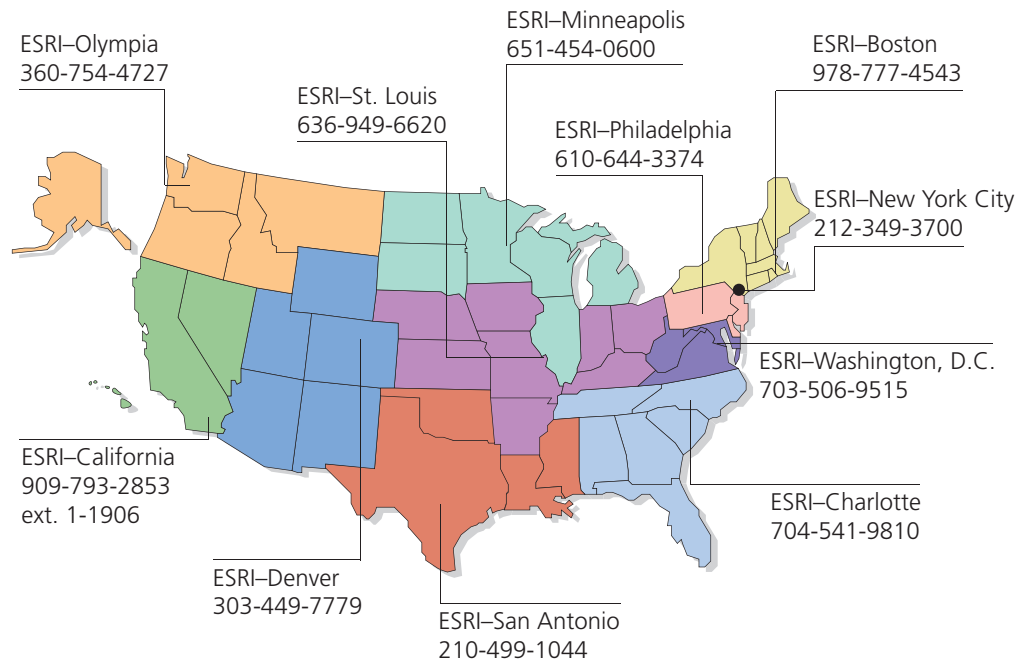 ESRI–Minneapolis
651-454-0600
ESRI–Olympia
360-754-4727
ESRI–Boston
978-777-4543
ESRI–St. Louis
636-949-6620
ESRI–Philadelphia
610-644-3374
ESRI–New York City
212-349-3700
ESRI–Washington, D.C.
703-506-9515
ESRI–California
909-793-2853
ext. 1-1906
ESRI–Charlotte
704-541-9810
ESRI–Denver
303-449-7779
ESRI–San Antonio
210-499-1044